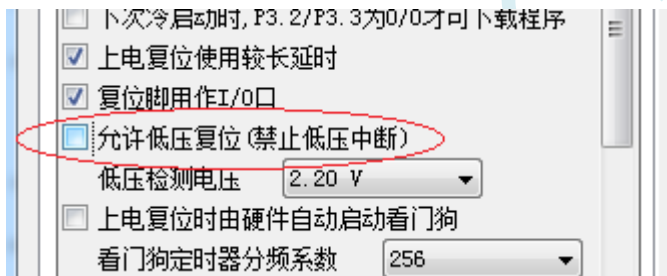 下次冷启动时,P3.2/P3.3为0/0才可下载程序
上电复位使用较长延时
复位脚用作I/O口
允许低压复位(禁止低压中断)
低压检测电压 2.20 V
上电复位时由硬件自动启动看门狗
看门狗定时器分频系数 256